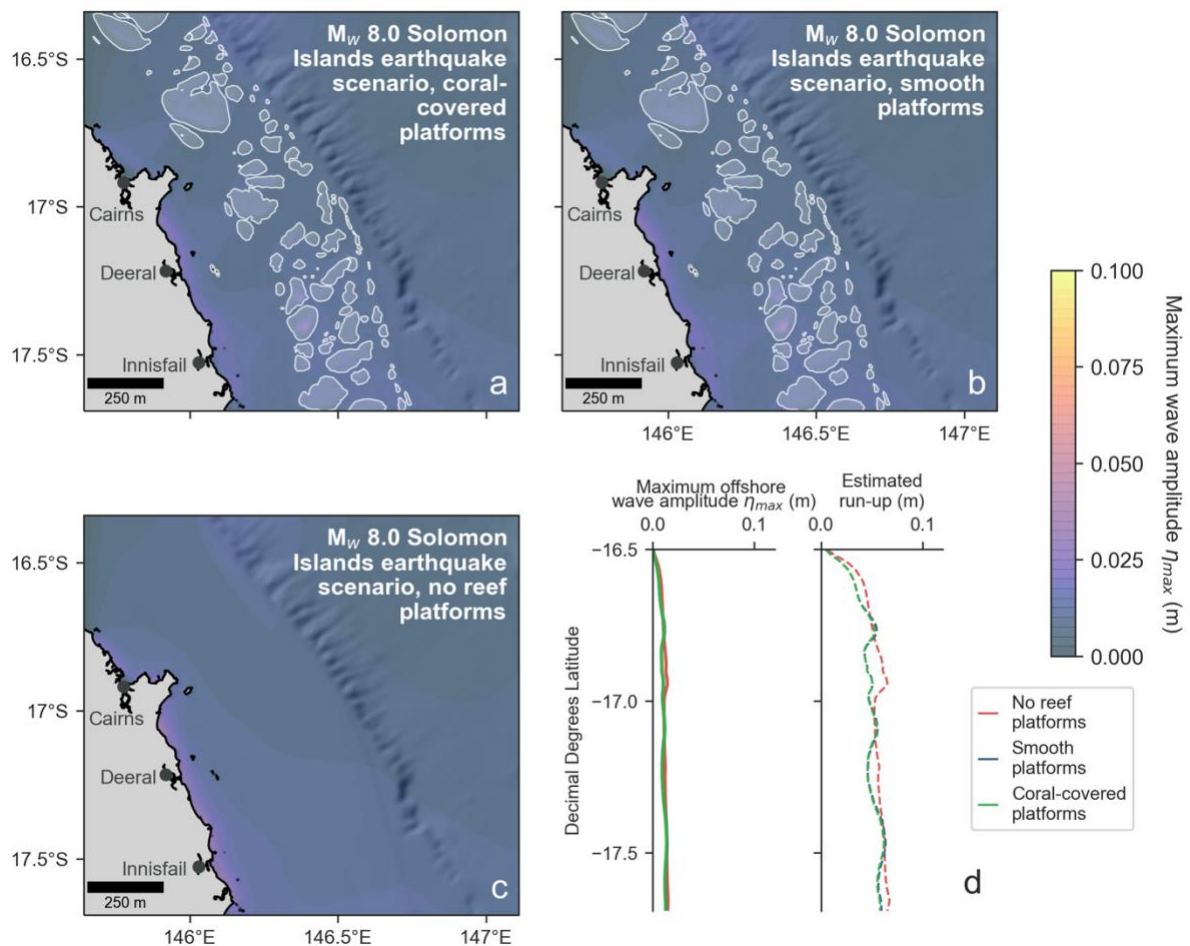 M_W 8.0 Solomon
Islands earthquake
scenario, coral-
covered
platforms
16.5°S
17°S
17.5°S
Cairns
Deeral
Innisfail
250 m
a
M_W 8.0 Solomon
Islands earthquake
scenario, smooth
platforms
Cairns
Deeral
Innisfail
250 m
b
146°E
146.5°E
147°E
0.100
0.075
0.050
0.025
0.000
Maximum wave amplitude η_max (m)
M_W 8.0 Solomon
Islands earthquake
scenario, no reef
platforms
16.5°S
17°S
17.5°S
Cairns
Deeral
Innisfail
250 m
c
146°E
146.5°E
147°E
Maximum offshore
wave amplitude η_max (m)
0.0
0.1
Estimated
run-up (m)
0.0
0.1
Decimal Degrees Latitude
−16.5
−17.0
−17.5
d
No reef
platforms
Smooth
platforms
Coral-covered
platforms